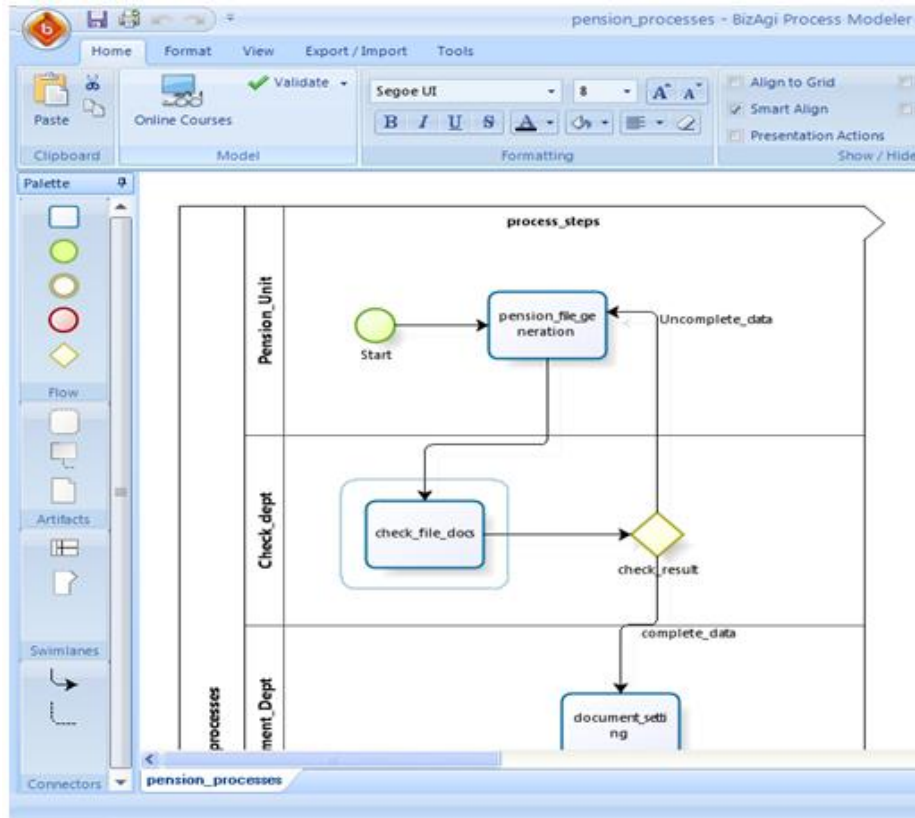 pension_processes - BizAgi Process Modeler
Home Format View Export / Import Tools
Paste
Clipboard
Online Courses
Validate
Model
Segoe UI 8 A A
B I U S A
Formatting
Align to Grid
Smart Align
Presentation Actions
Show / Hide
Palette
Flow
Artifacts
Swimlanes
Connectors
process_steps
Pension_Unit
Start
pension_file_ge
neration
Uncomplete_data
Check_dept
check_file_docs
check_result
complete_data
processes
ment_Dept
document_setti
ng
pension_processes